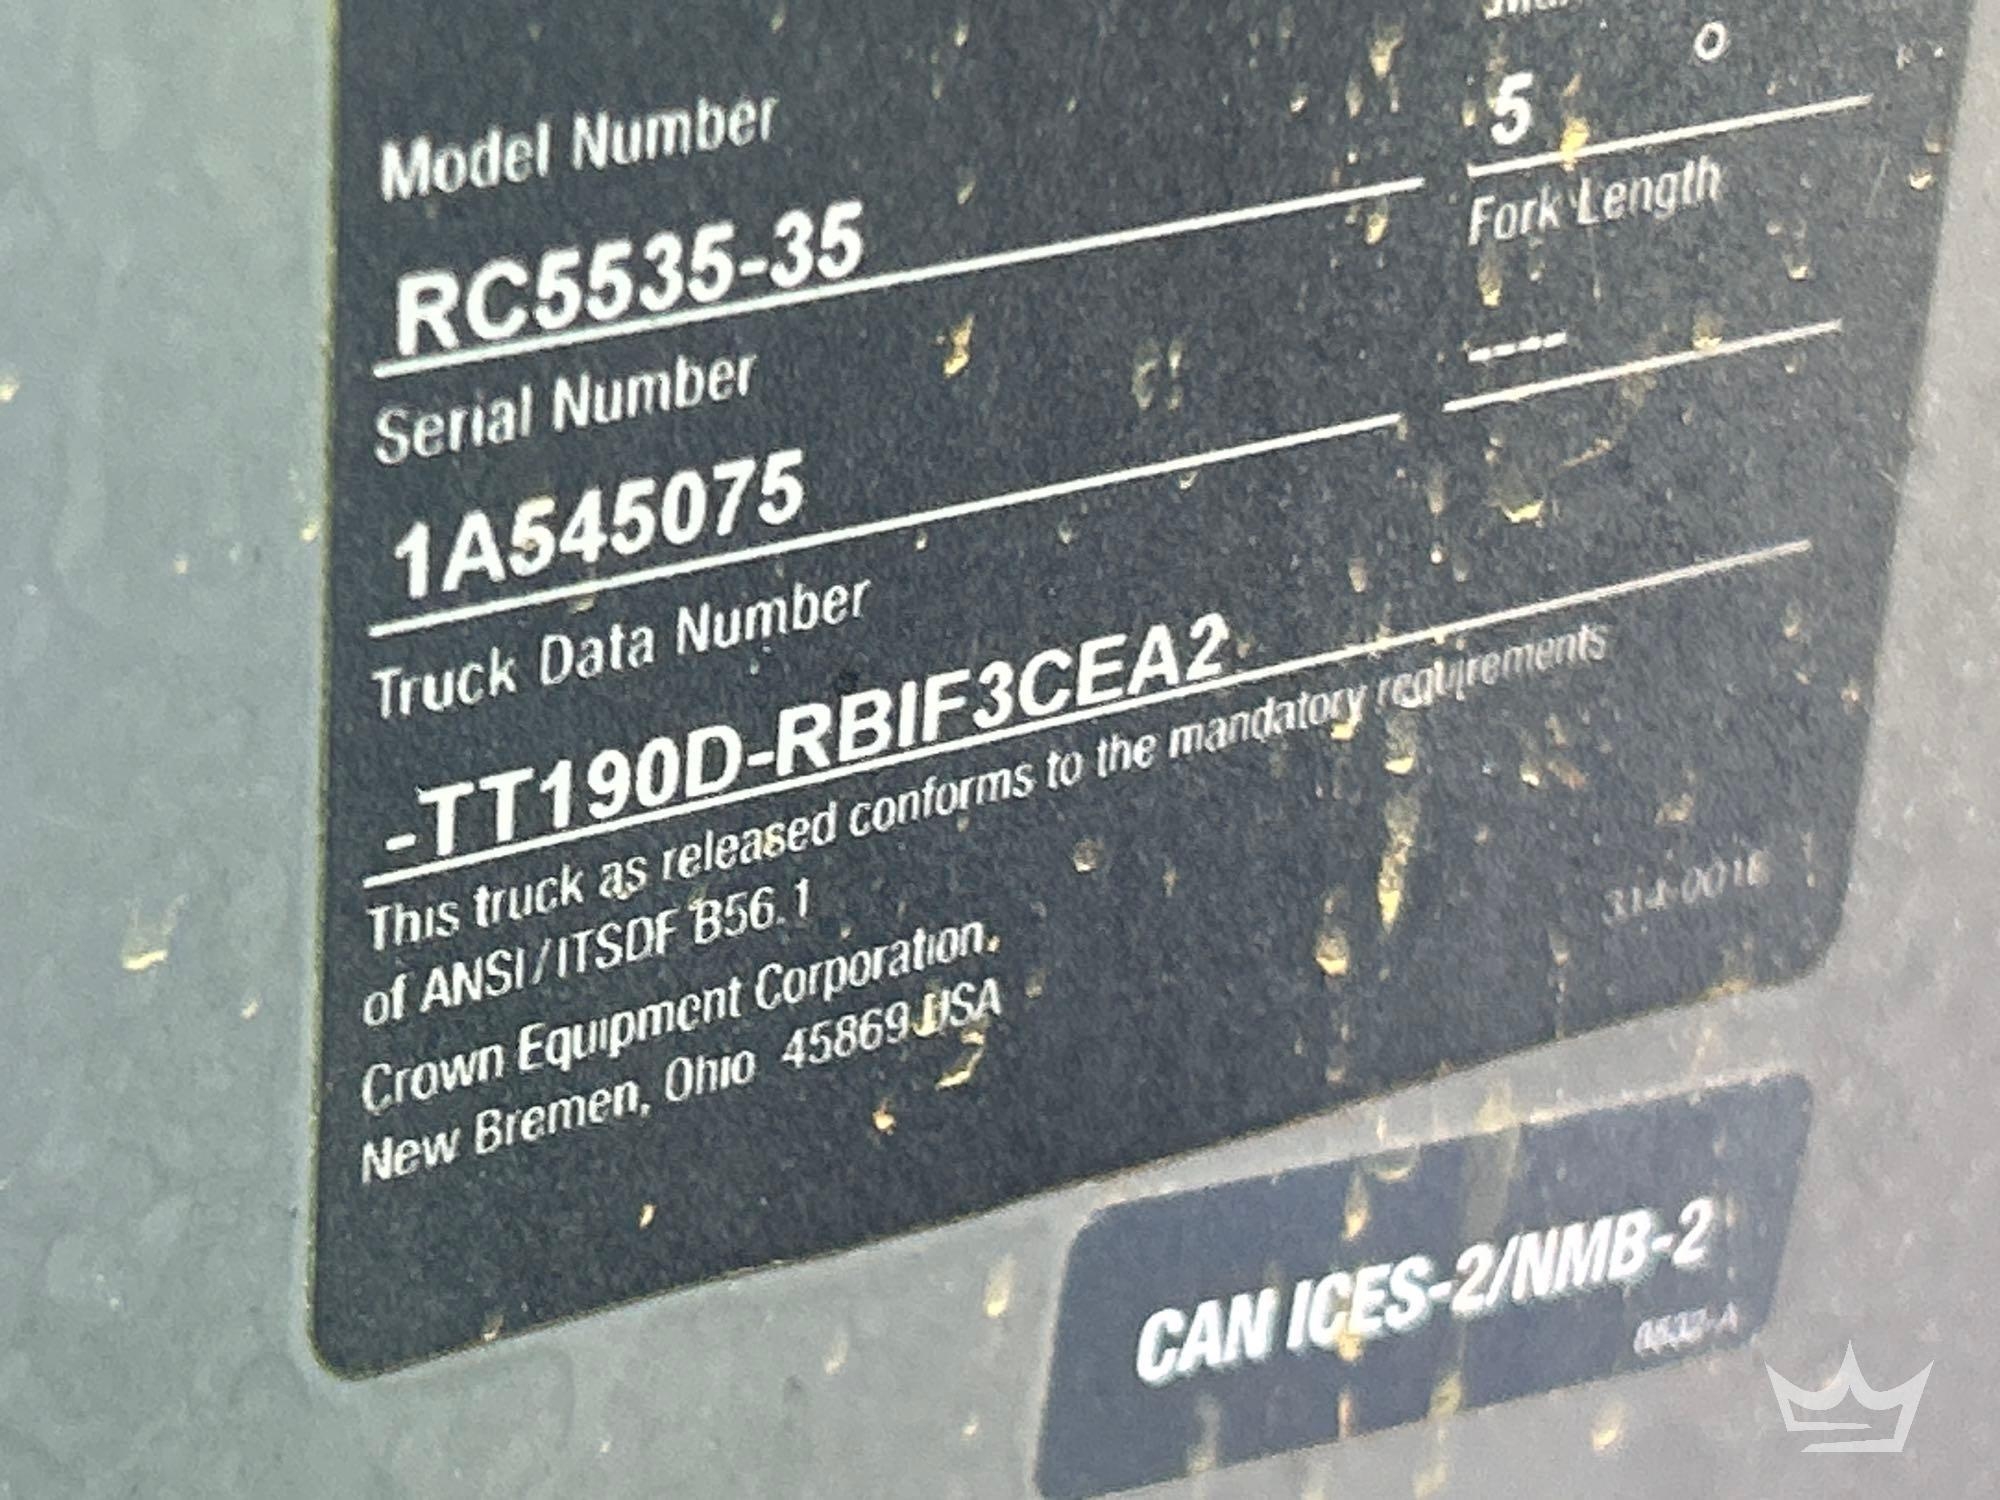 Model Number
RC5535-35
Serial Number
1A545075
Truck Data Number
-TT190D-RBIF3CEA2
5°
Fork Length
----
This truck as released conforms to the mandatory requirements
of ANSI/ITSDF B56.1
Crown Equipment Corporation.
New Bremen, Ohio 45869 USA
CAN ICES-2/NMB-2